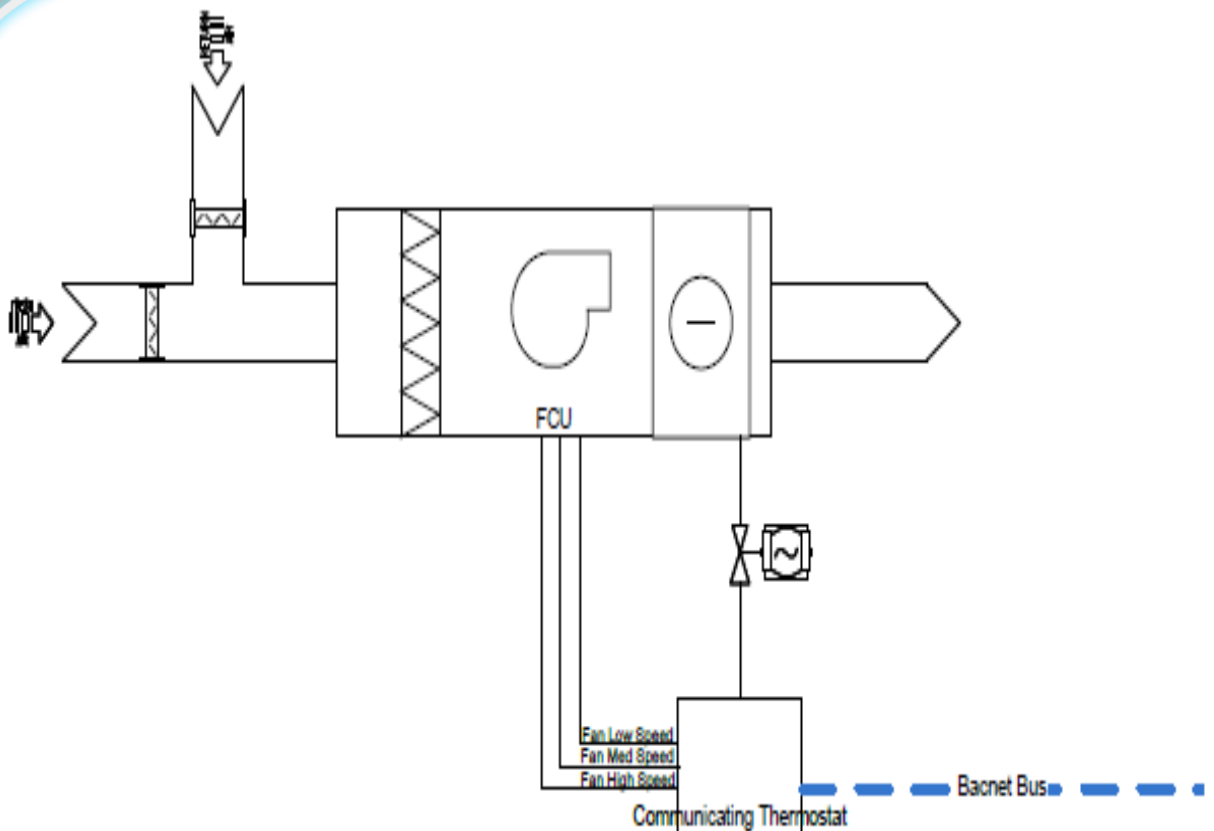 FCU
Fan Low Speed
Fan Med Speed
Fan High Speed
Bacnet Bus
Communicating Thermostat